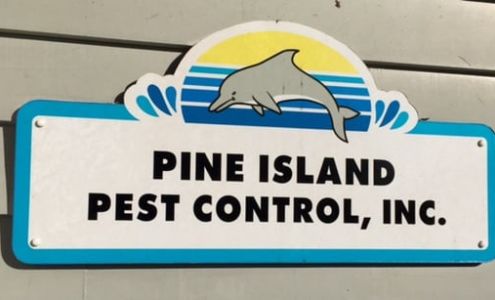 PINE ISLAND
PEST CONTROL, INC.